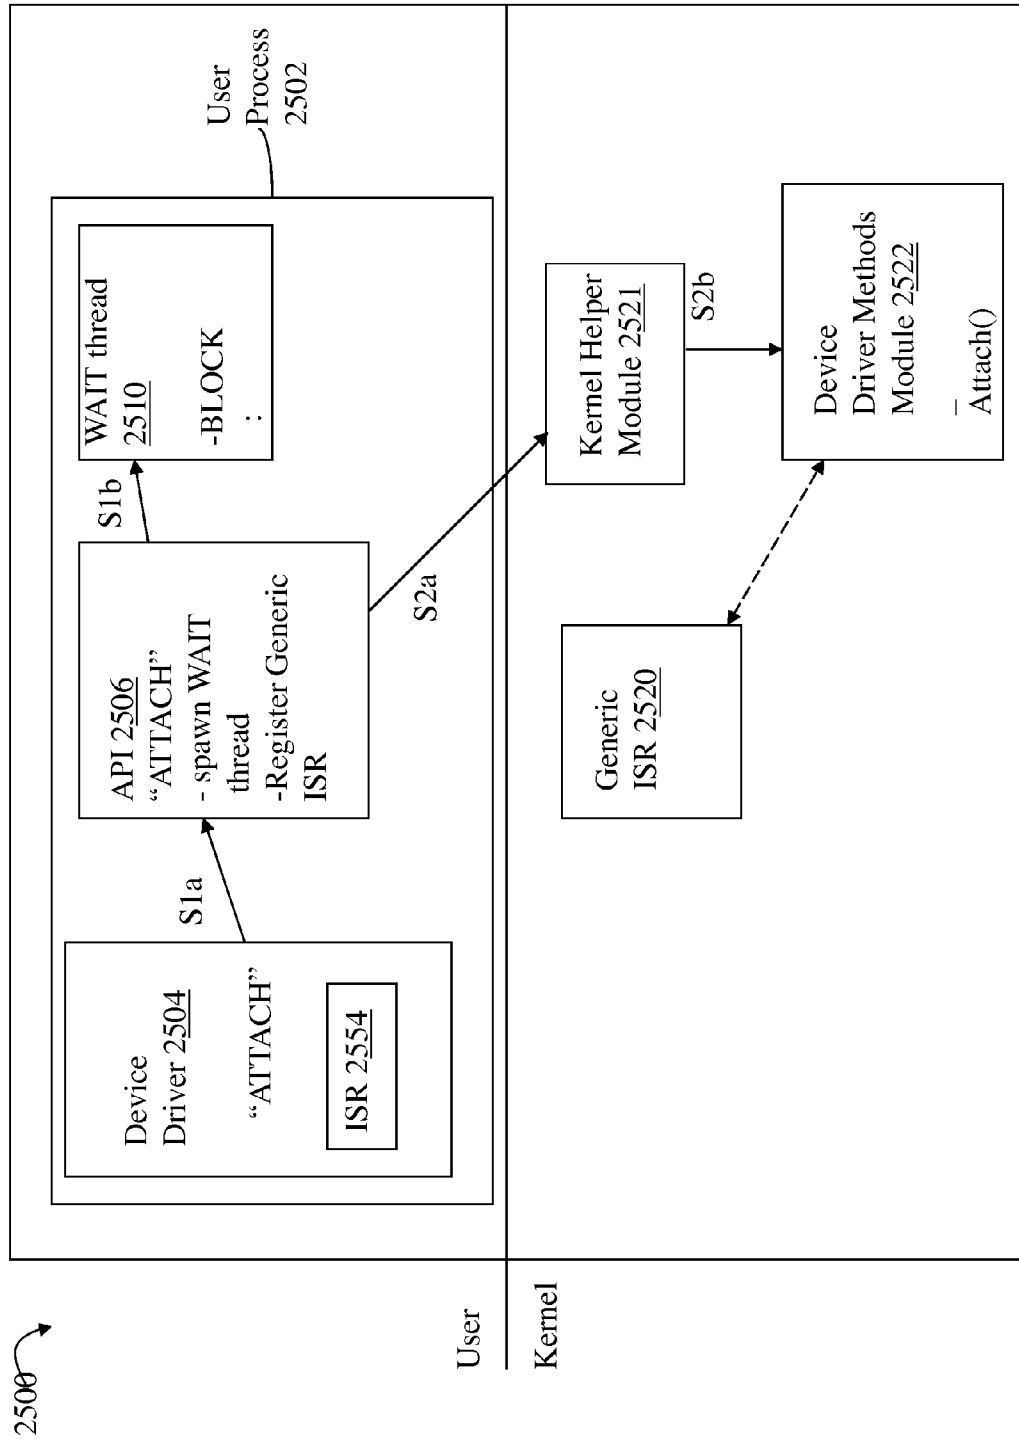 2500
User
Kernel
User
Process
2502
Device
Driver 2504
“ATTACH”
ISR 2554
S1a
API 2506
“ATTACH”
- spawn WAIT
thread
-Register Generic
ISR
S1b
WAIT thread
2510
-BLOCK
:
S2a
Generic
ISR 2520
Kernel Helper
Module 2521
S2b
Device
Driver Methods
Module 2522
–
Attach()